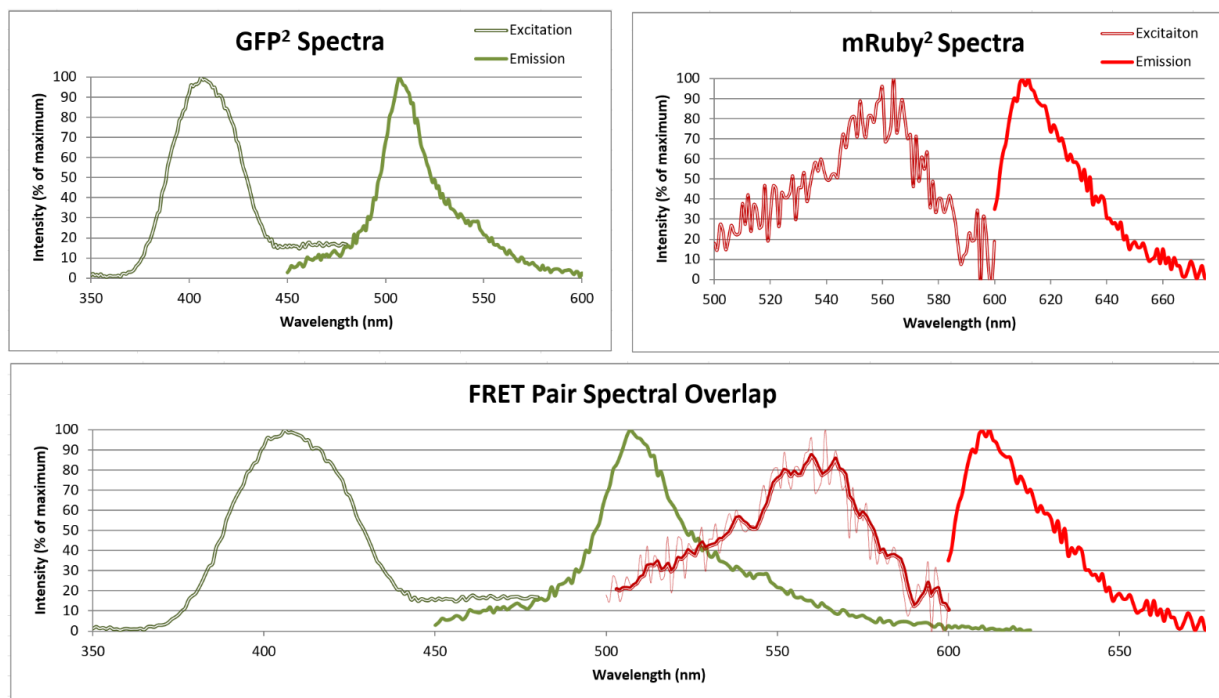 GFP² Spectra
Excitation
Emission
Intensity (% of maximum)
100
90
80
70
60
50
40
30
20
10
0
350 400 450 500 550 600
Wavelength (nm)
mRuby² Spectra
Excitaiton
Emission
Intensity (% of maximum)
100
90
80
70
60
50
40
30
20
10
0
500 520 540 560 580 600 620 640 660
Wavelength (nm)
FRET Pair Spectral Overlap
Intensity (% of maximum)
100
90
80
70
60
50
40
30
20
10
0
350 400 450 500 550 600 650
Wavelength (nm)